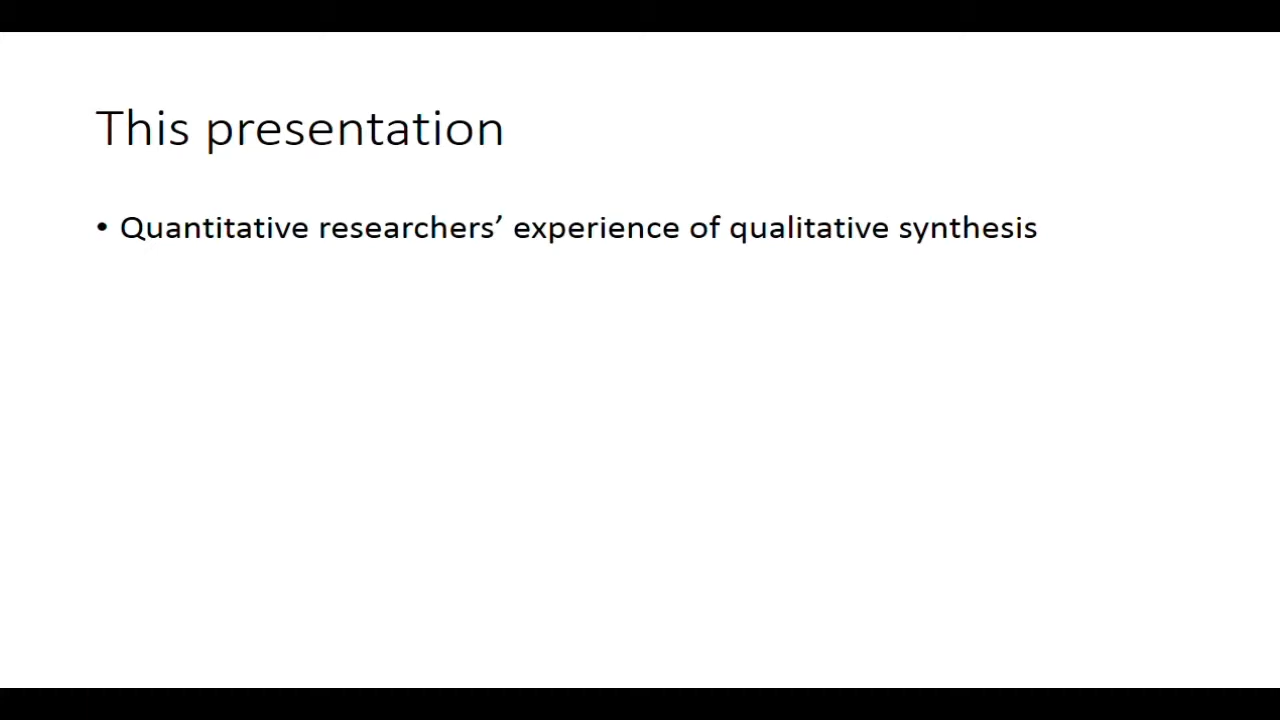 This presentation
• Quantitative researchers’ experience of qualitative synthesis